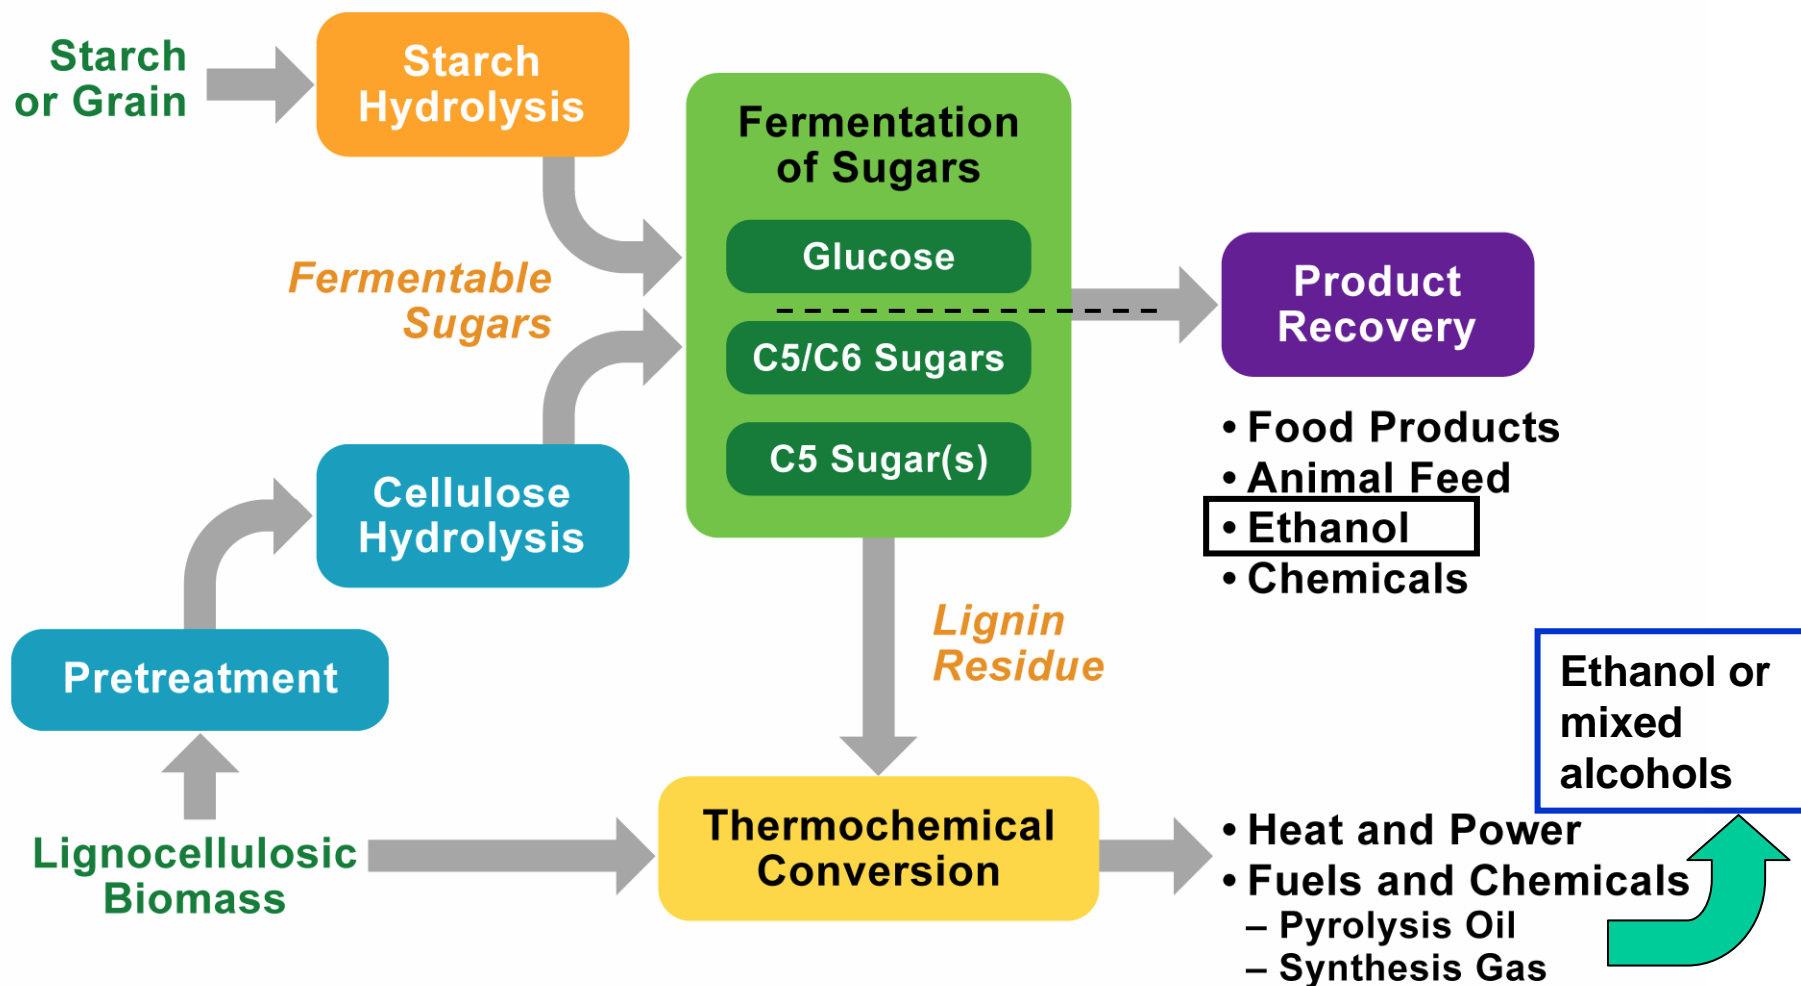 Starch
or Grain
Starch
Hydrolysis
Fermentable
Sugars
Fermentation
of Sugars
Glucose
C5/C6 Sugars
C5 Sugar(s)
Product
Recovery
• Food Products
• Animal Feed
• Ethanol
• Chemicals
Cellulose
Hydrolysis
Pretreatment
Lignocellulosic
Biomass
Lignin
Residue
Thermochemical
Conversion
• Heat and Power
• Fuels and Chemicals
– Pyrolysis Oil
– Synthesis Gas
Ethanol or
mixed
alcohols